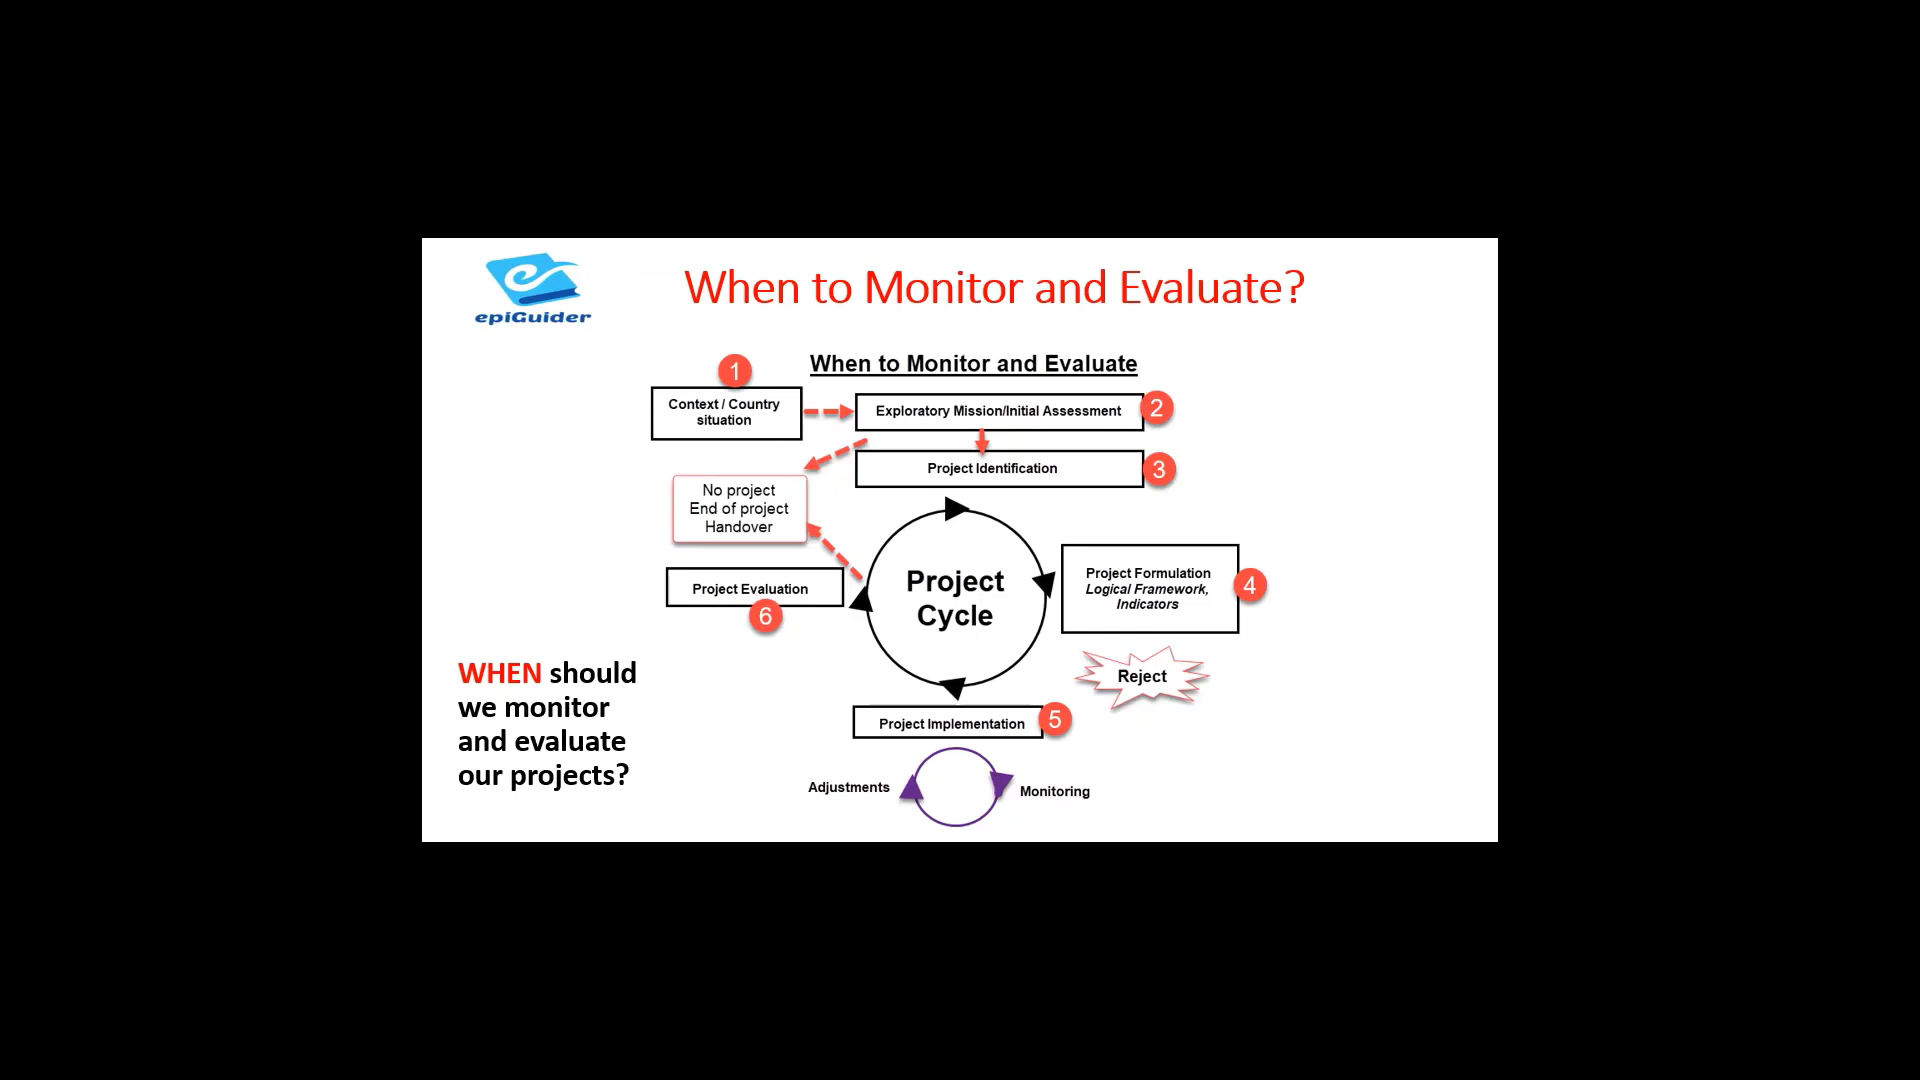 epiGuider
When to Monitor and Evaluate?
When to Monitor and Evaluate
1
Context / Country
situation
Exploratory Mission/Initial Assessment
2
Project Identification
3
No project
End of project
Handover
Project
Cycle
Project Formulation
Logical Framework,
Indicators
4
Project Evaluation
6
Reject
Project Implementation
5
Adjustments
Monitoring
WHEN should
we monitor
and evaluate
our projects?